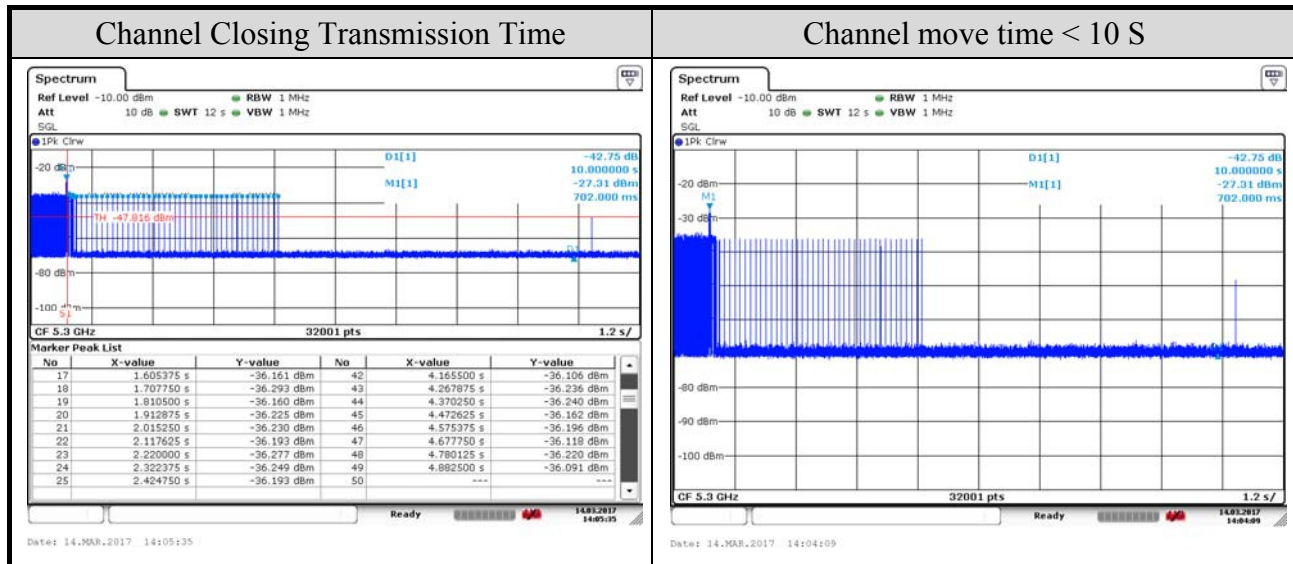 Channel Closing Transmission Time
Channel move time < 10 S
Spectrum
Ref Level -10.00 dBm RBW 1 MHz
Att 10 dB SWT 12 s VBW 1 MHz
SGL
1Pk Clrw
D1[1] -42.75 dB
10.000000 s
M1[1] -27.31 dBm
702.000 ms
-20 dBm
TH -47.816 dBm
D1
-80 dBm
-100 dBm
S1
CF 5.3 GHz 32001 pts 1.2 s/
Marker Peak List
No X-value Y-value No X-value Y-value
17 1.605375 s -36.161 dBm 42 4.165500 s -36.106 dBm
18 1.707750 s -36.293 dBm 43 4.267875 s -36.236 dBm
19 1.810500 s -36.160 dBm 44 4.370250 s -36.240 dBm
20 1.912875 s -36.225 dBm 45 4.472625 s -36.162 dBm
21 2.015250 s -36.230 dBm 46 4.575375 s -36.196 dBm
22 2.117625 s -36.193 dBm 47 4.677750 s -36.118 dBm
23 2.220000 s -36.277 dBm 48 4.780125 s -36.220 dBm
24 2.322375 s -36.249 dBm 49 4.882500 s -36.091 dBm
25 2.424750 s -36.193 dBm 50 --- ---
Ready 14.03.2017
14:05:35
Date: 14.MAR.2017 14:05:35
Spectrum
Ref Level -10.00 dBm RBW 1 MHz
Att 10 dB SWT 12 s VBW 1 MHz
SGL
1Pk Clrw
D1[1] -42.75 dB
10.000000 s
-20 dBm
M1[1] -27.31 dBm
M1 702.000 ms
-30 dBm
-80 dBm
-90 dBm
-100 dBm
CF 5.3 GHz 32001 pts 1.2 s/
Ready 14.03.2017
14:04:09
Date: 14.MAR.2017 14:04:09